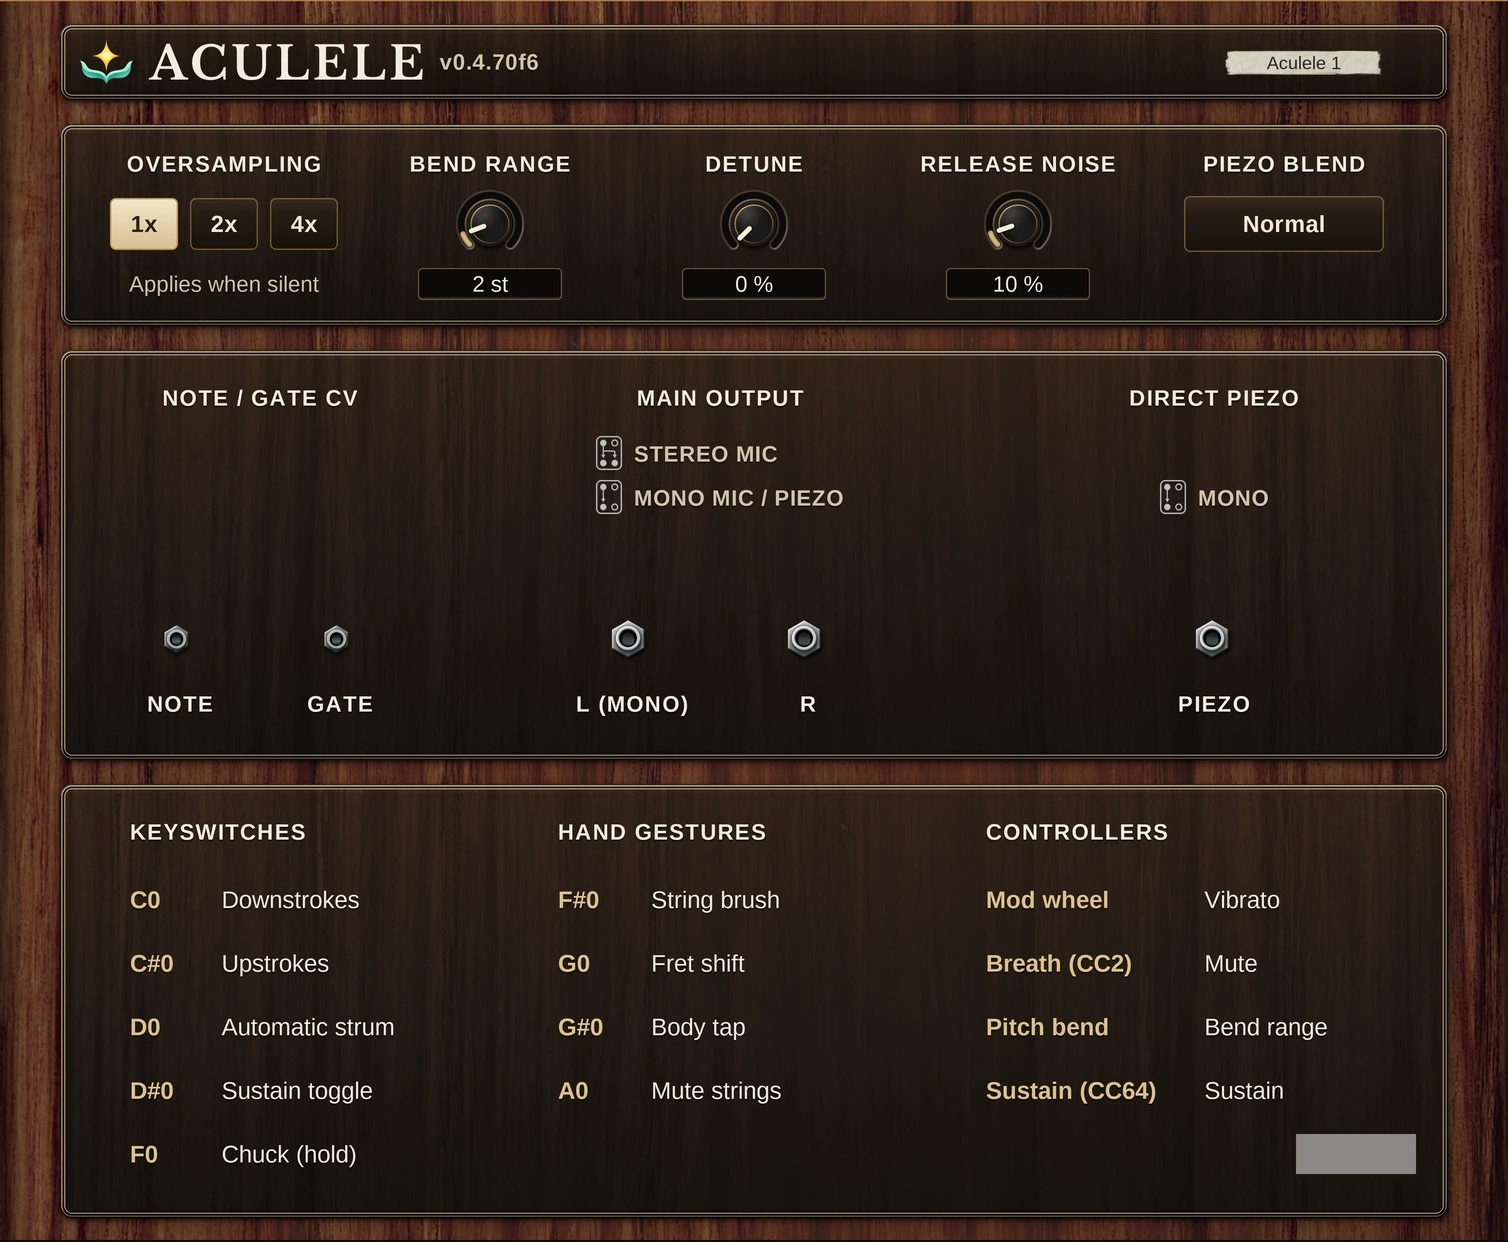 ACULELE v0.4.70f6
Aculele 1
OVERSAMPLING
1x 2x 4x
Applies when silent
BEND RANGE
2 st
DETUNE
0 %
RELEASE NOISE
10 %
PIEZO BLEND
Normal
NOTE / GATE CV
NOTE
GATE
MAIN OUTPUT
STEREO MIC
MONO MIC / PIEZO
L (MONO)
R
DIRECT PIEZO
MONO
PIEZO
KEYSWITCHES
C0 Downstrokes
C#0 Upstrokes
D0 Automatic strum
D#0 Sustain toggle
F0 Chuck (hold)
HAND GESTURES
F#0 String brush
G0 Fret shift
G#0 Body tap
A0 Mute strings
CONTROLLERS
Mod wheel Vibrato
Breath (CC2) Mute
Pitch bend Bend range
Sustain (CC64) Sustain